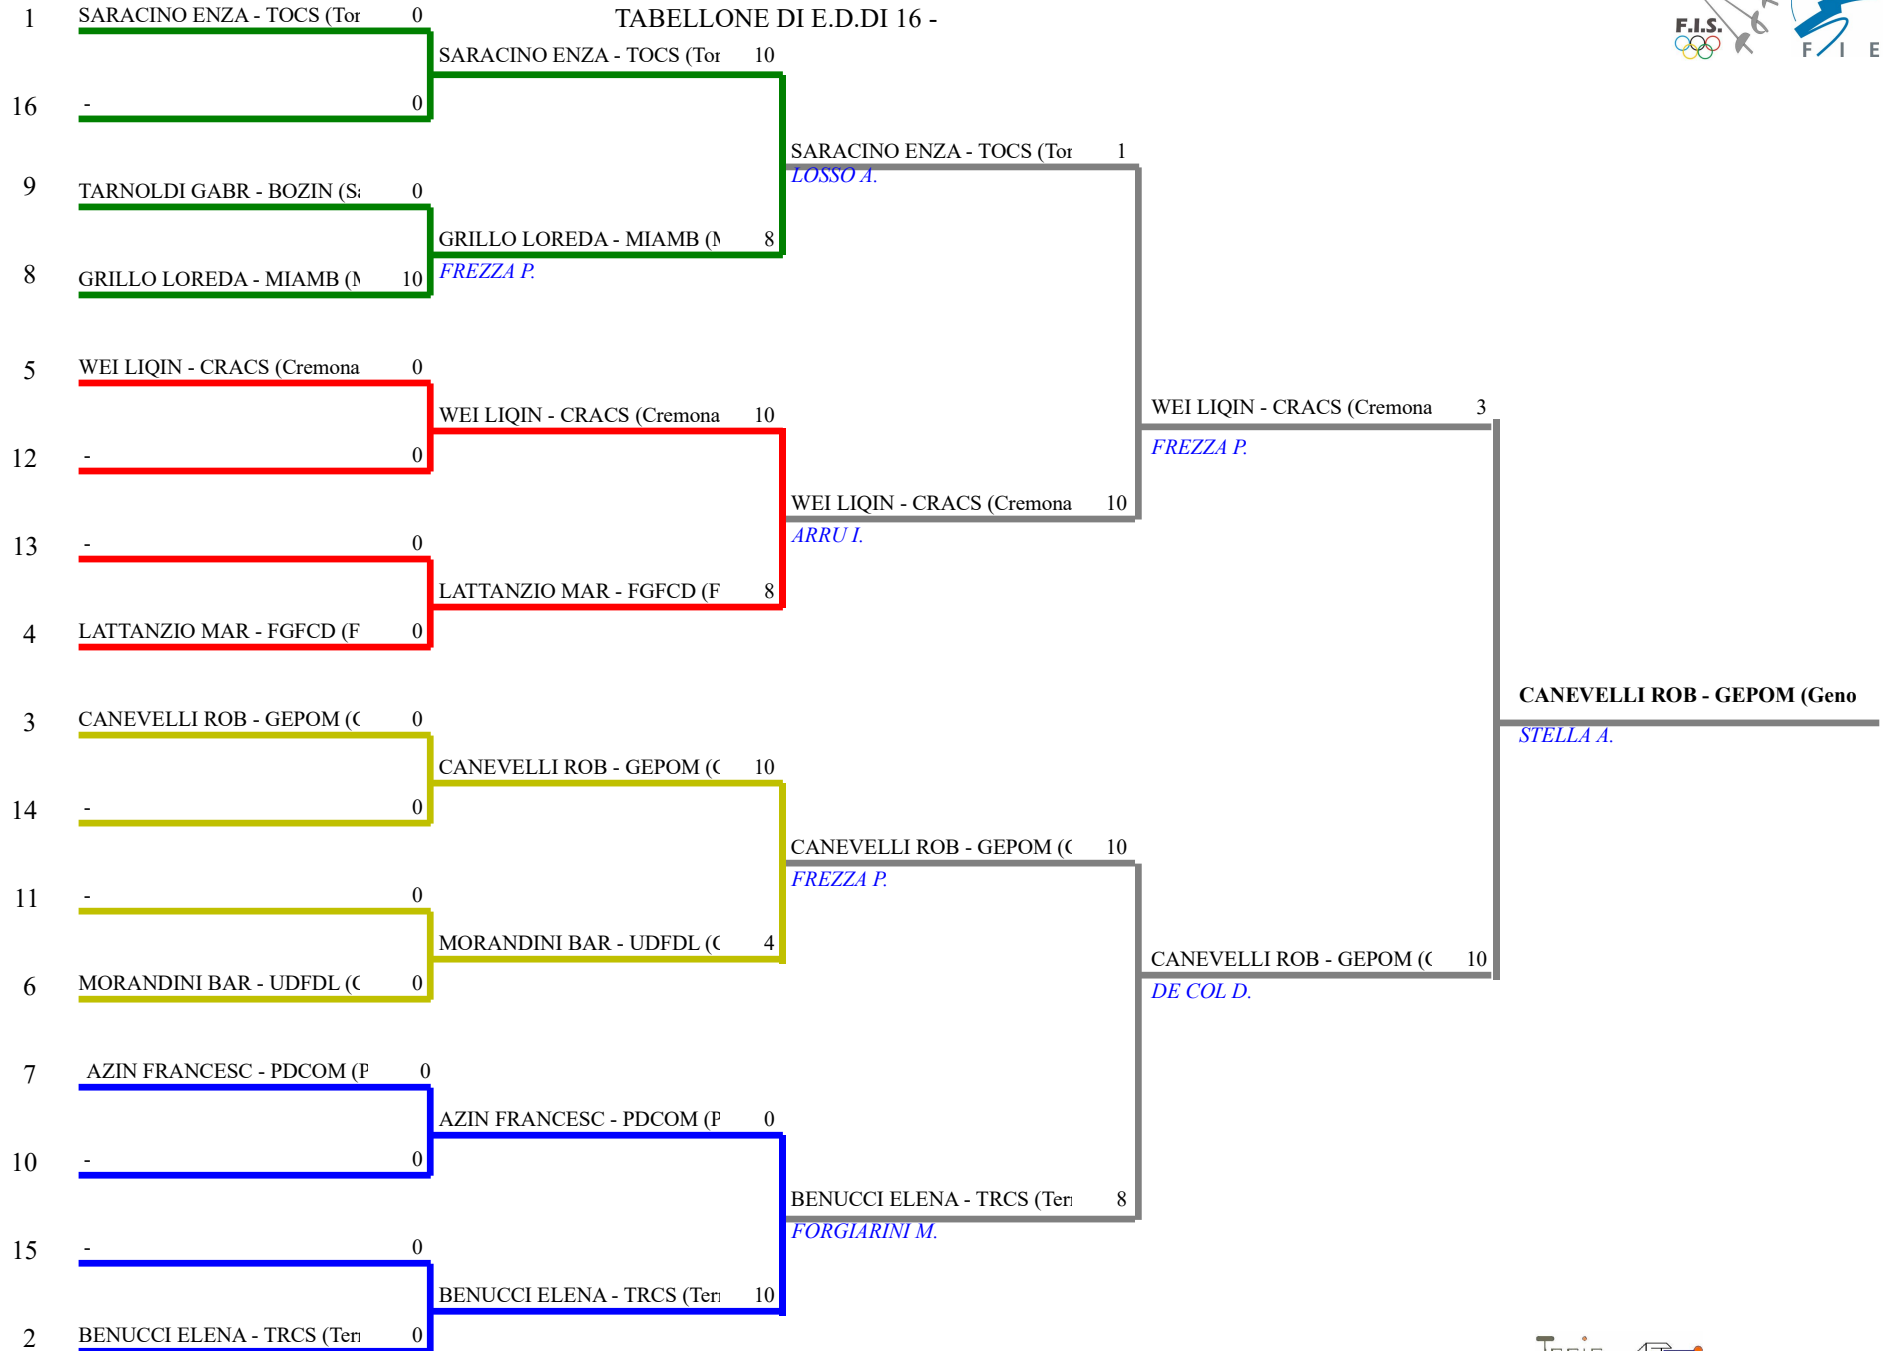 TABELLONE DI E.D.DI 16 -
F.I.S.
F I E
1 SARACINO ENZA - TOCS (Tor 0
SARACINO ENZA - TOCS (Tor 10
16 - 0
SARACINO ENZA - TOCS (Tor 1
LOSSO A.
9 TARNOLDI GABR - BOZIN (Sa 0
GRILLO LOREDA - MIAMB (M 8
FREZZA P.
8 GRILLO LOREDA - MIAMB (M 10
5 WEI LIQIN - CRACS (Cremona 0
WEI LIQIN - CRACS (Cremona 10
WEI LIQIN - CRACS (Cremona 3
FREZZA P.
12 - 0
WEI LIQIN - CRACS (Cremona 10
ARRU I.
13 - 0
LATTANZIO MAR - FGFCD (F 8
4 LATTANZIO MAR - FGFCD (F 0
CANEVELLI ROB - GEPOM (Geno
STELLA A.
3 CANEVELLI ROB - GEPOM (G 0
CANEVELLI ROB - GEPOM (G 10
14 - 0
CANEVELLI ROB - GEPOM (G 10
FREZZA P.
11 - 0
MORANDINI BAR - UDFDL (C 4
CANEVELLI ROB - GEPOM (G 10
DE COL D.
6 MORANDINI BAR - UDFDL (C 0
7 AZIN FRANCESC - PDCOM (P 0
AZIN FRANCESC - PDCOM (P 0
10 - 0
BENUCCI ELENA - TRCS (Tern 8
FORGIARINI M.
15 - 0
BENUCCI ELENA - TRCS (Tern 10
2 BENUCCI ELENA - TRCS (Tern 0